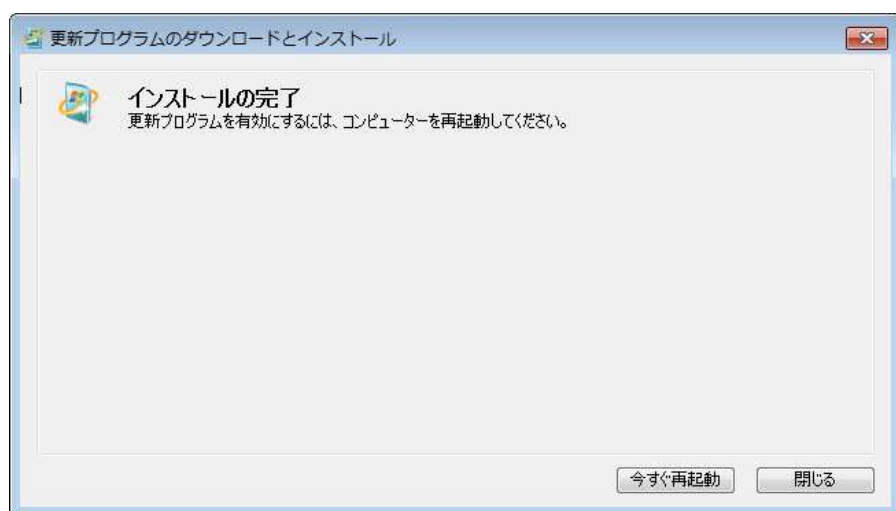 更新プログラムのダウンロードとインストール
インストールの完了
更新プログラムを有効にするには、コンピューターを再起動してください。
今すぐ再起動
閉じる